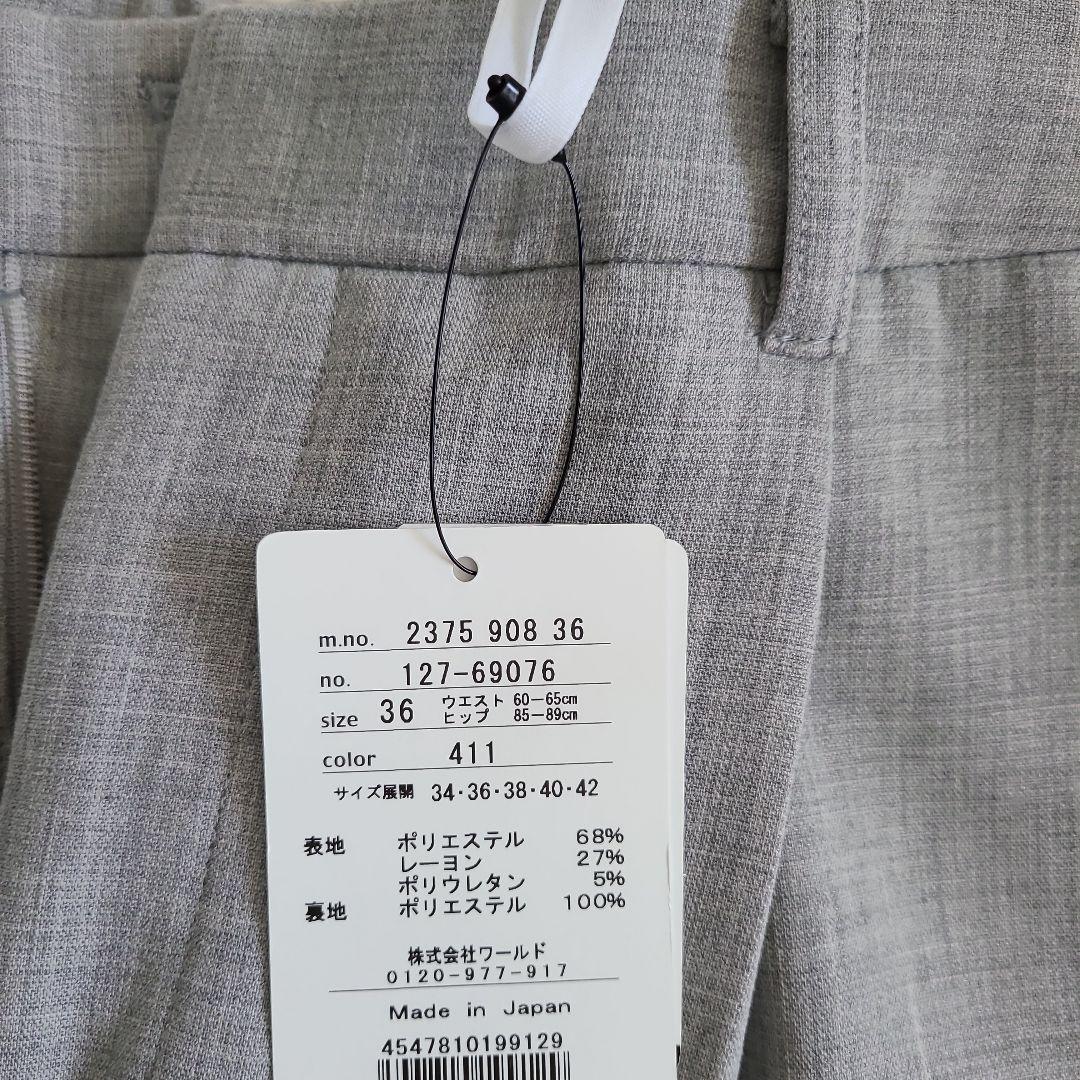 m.no. 2375 908 36
no. 127-69076
size 36 ウエスト 60-65㎝
ヒップ 85-89㎝
color 411
サイズ展開 34・36・38・40・42
表地 ポリエステル 68%
レーヨン 27%
ポリウレタン 5%
裏地 ポリエステル 100%
株式会社ワールド
0120-977-917
Made in Japan
4547810199129